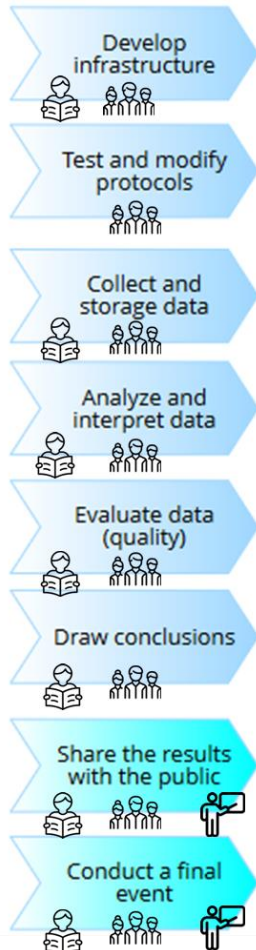 Develop
infrastructure
Test and modify
protocols
Collect and
storage data
Analyze and
interpret data
Evaluate data
(quality)
Draw conclusions
Share the results
with the public
Conduct a final
event